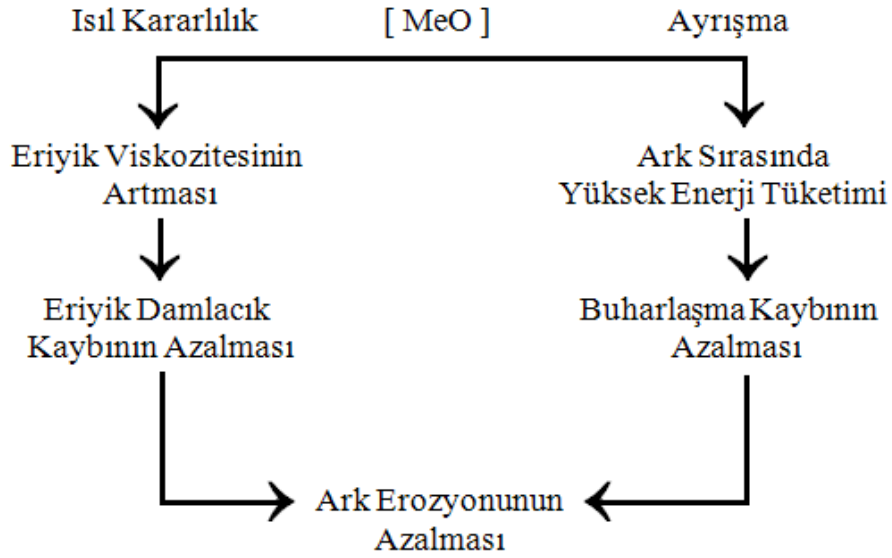 Isıl Kararlılık [ MeO ] Ayrışma
Eriyik Viskozitesinin
Artması
Ark Sırasında
Yüksek Enerji Tüketimi
Eriyik Damlacık
Kaybının Azalması
Buharlaşma Kaybının
Azalması
Ark Erozyonunun
Azalması